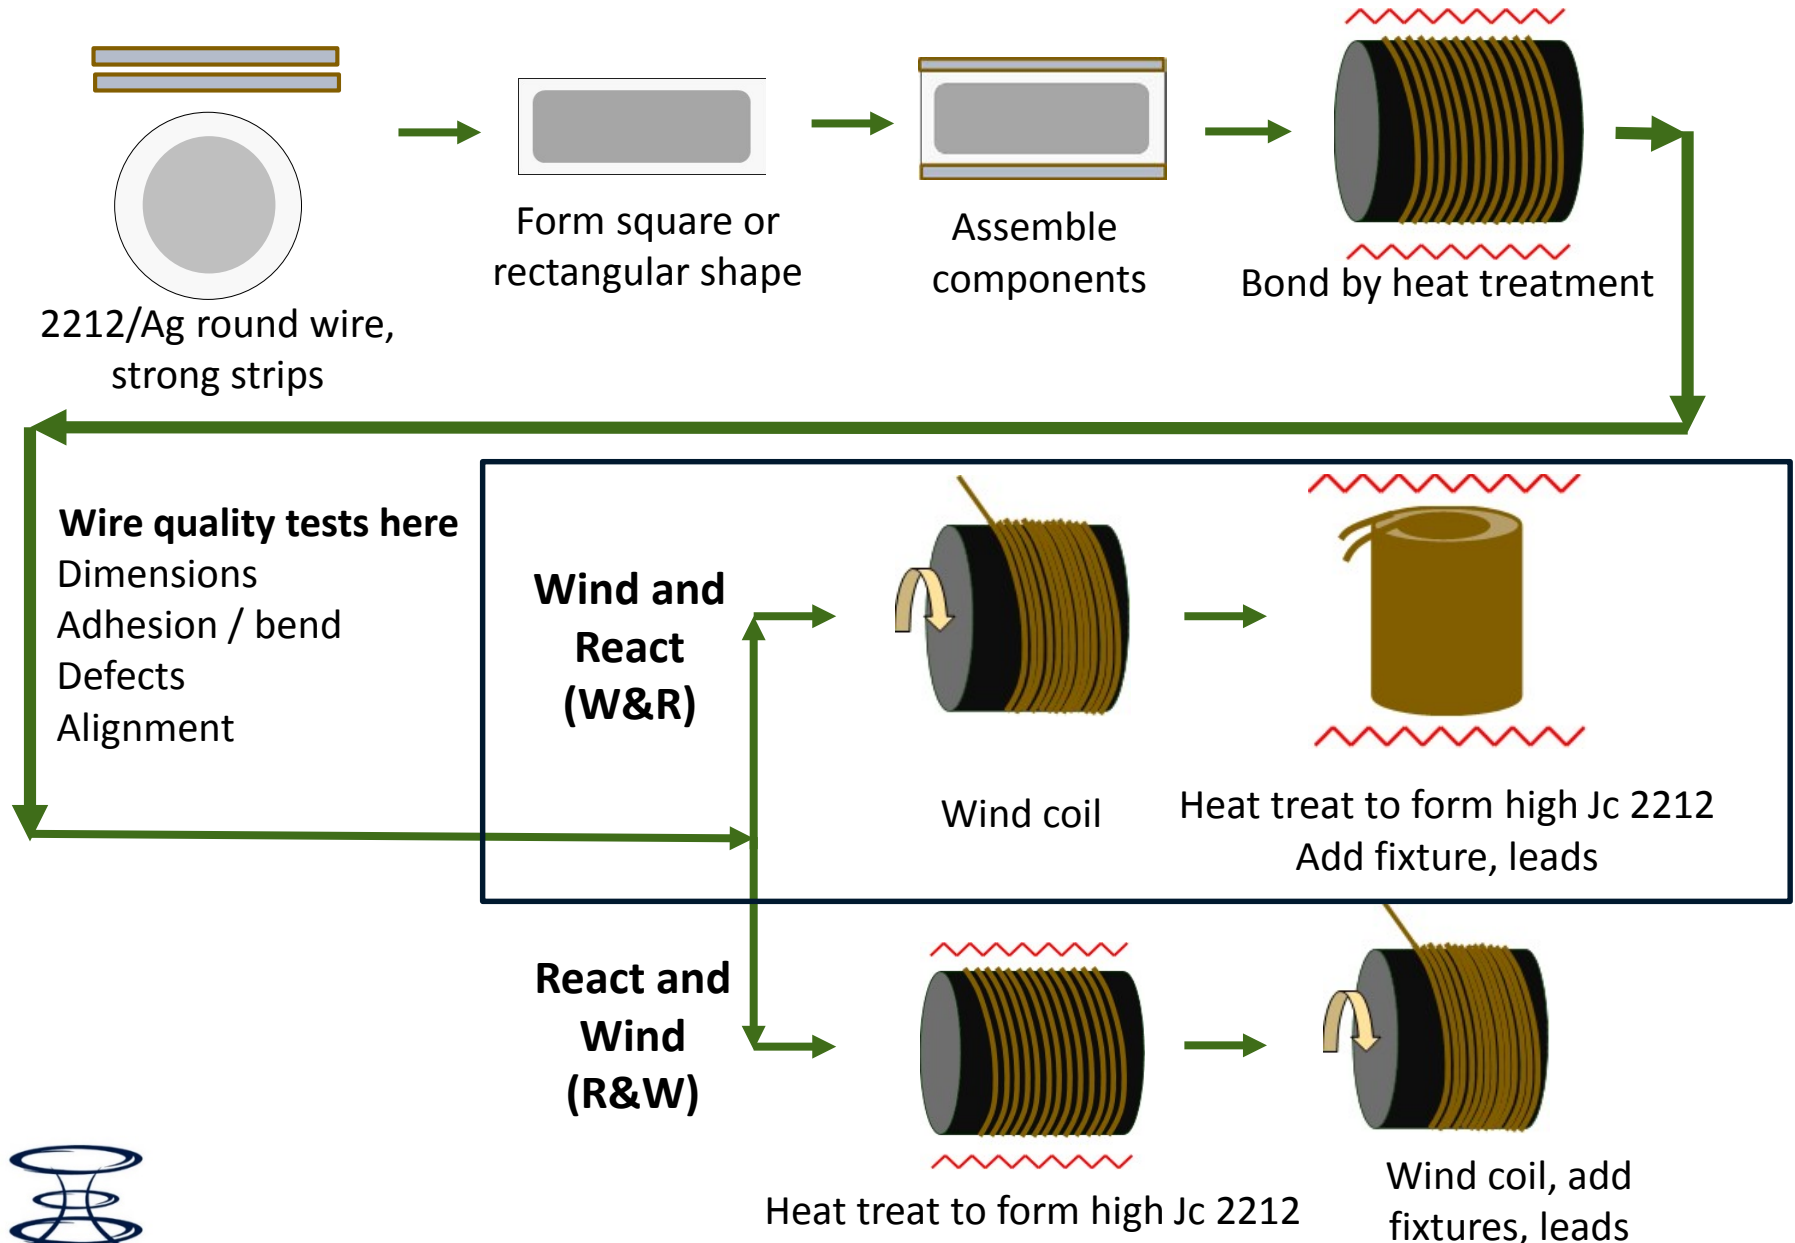 2212/Ag round wire,
strong strips
Form square or
rectangular shape
Assemble
components
Bond by heat treatment
Wire quality tests here
Dimensions
Adhesion / bend
Defects
Alignment
Wind and
React
(W&R)
Wind coil
Heat treat to form high Jc 2212
Add fixture, leads
React and
Wind
(R&W)
Heat treat to form high Jc 2212
Wind coil, add
fixtures, leads